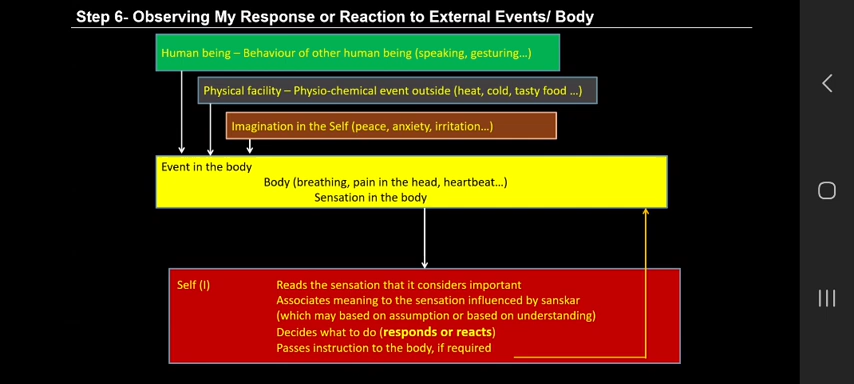 Step 6- Observing My Response or Reaction to External Events/ Body
Human being – Behaviour of other human being (speaking, gesturing...)
Physical facility – Physio-chemical event outside (heat, cold, tasty food ...)
Imagination in the Self (peace, anxiety, irritation...)
Event in the body
Body (breathing, pain in the head, heartbeat...)
Sensation in the body
Self (I) Reads the sensation that it considers important
Associates meaning to the sensation influenced by sanskar
(which may based on assumption or based on understanding)
Decides what to do (responds or reacts)
Passes instruction to the body, if required